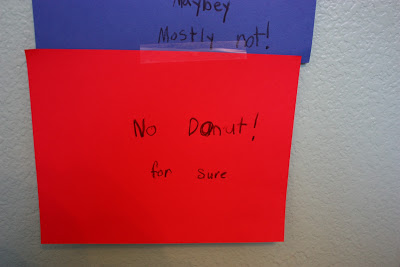 Maybey
Mostly not!
No Donut!
for sure